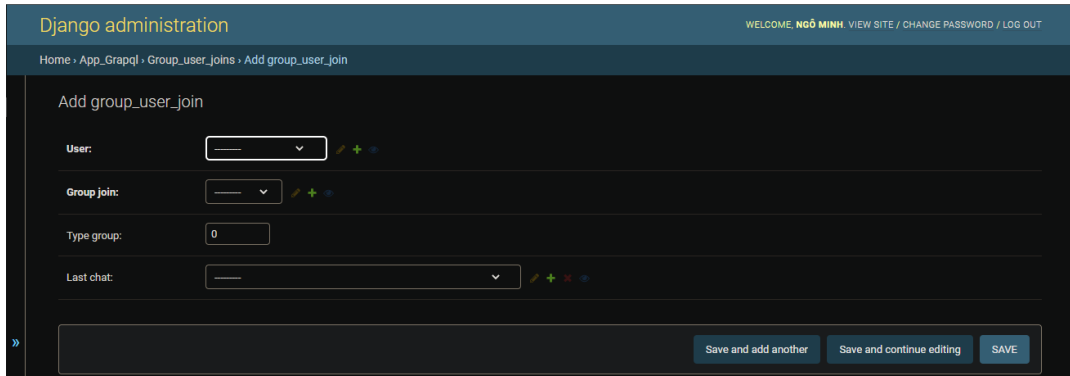 Django administration
WELCOME, NGÔ MINH. VIEW SITE / CHANGE PASSWORD / LOG OUT
Home › App_Grapql › Group_user_joins › Add group_user_join
Add group_user_join
User: ---------
Group join: ---------
Type group: 0
Last chat: ---------
»
Save and add another Save and continue editing SAVE